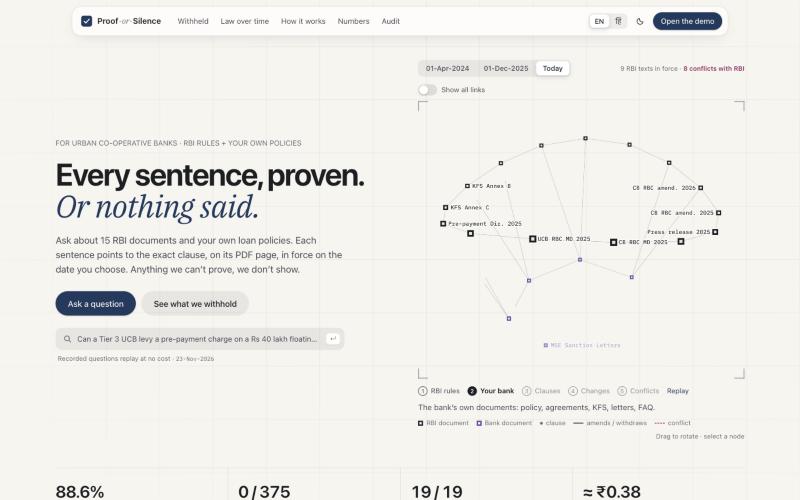 Proof-or-Silence
Withheld
Law over time
How it works
Numbers
Audit
EN
हिं
Open the demo
01-Apr-2024
01-Dec-2025
Today
9 RBI texts in force · 8 conflicts with RBI
Show all links
FOR URBAN CO-OPERATIVE BANKS · RBI RULES + YOUR OWN POLICIES
Every sentence, proven.
Or nothing said.
Ask about 15 RBI documents and your own loan policies. Each
sentence points to the exact clause, on its PDF page, in force on the
date you choose. Anything we can't prove, we don't show.
Ask a question
See what we withhold
Can a Tier 3 UCB levy a pre-payment charge on a Rs 40 lakh floatin...
Recorded questions replay at no cost · 23-Nov-2026
KFS Annex B
CB RBC amend. 2026
KFS Annex C
CB RBC amend. 2025
Pre-payment Dir. 2025
Press release 2025
UCB RBC MD 2025
CB RBC MD 2025
MSE Sanction Letters
1 RBI rules
2 Your bank
3 Clauses
4 Changes
5 Conflicts
Replay
The bank's own documents: policy, agreements, KFS, letters, FAQ.
RBI document
Bank document
clause
amends / withdraws
conflict
Drag to rotate · select a node
88.6%
0 / 375
19 / 19
≈ ₹0.38